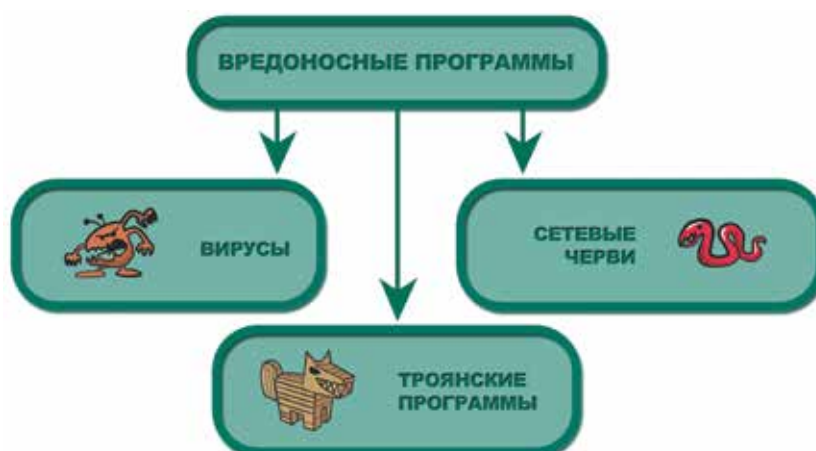 ВРЕДОНОСНЫЕ ПРОГРАММЫ
ВИРУСЫ
СЕТЕВЫЕ
ЧЕРВИ
ТРОЯНСКИЕ
ПРОГРАММЫ